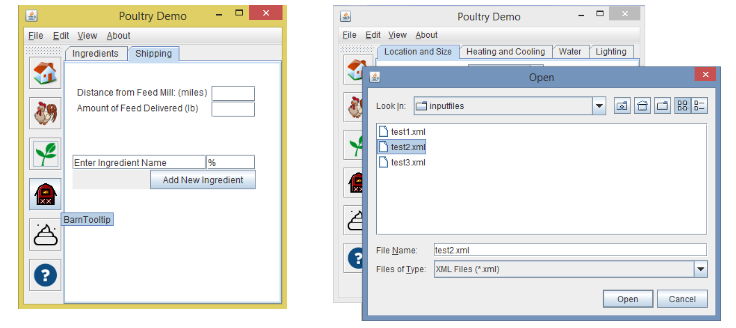 Poultry Demo
File Edit View About
Ingredients Shipping
Distance from Feed Mill: (miles)
Amount of Feed Delivered (lb)
Enter Ingredient Name %
Add New Ingredient
BarnTooltip
?
Poultry Demo
File Edit View About
Location and Size Heating and Cooling Water Lighting
Open
Look In: inputfiles
test1.xml
test2.xml
test3.xml
File Name: test2.xml
Files of Type: XML Files (*.xml)
Open Cancel
?